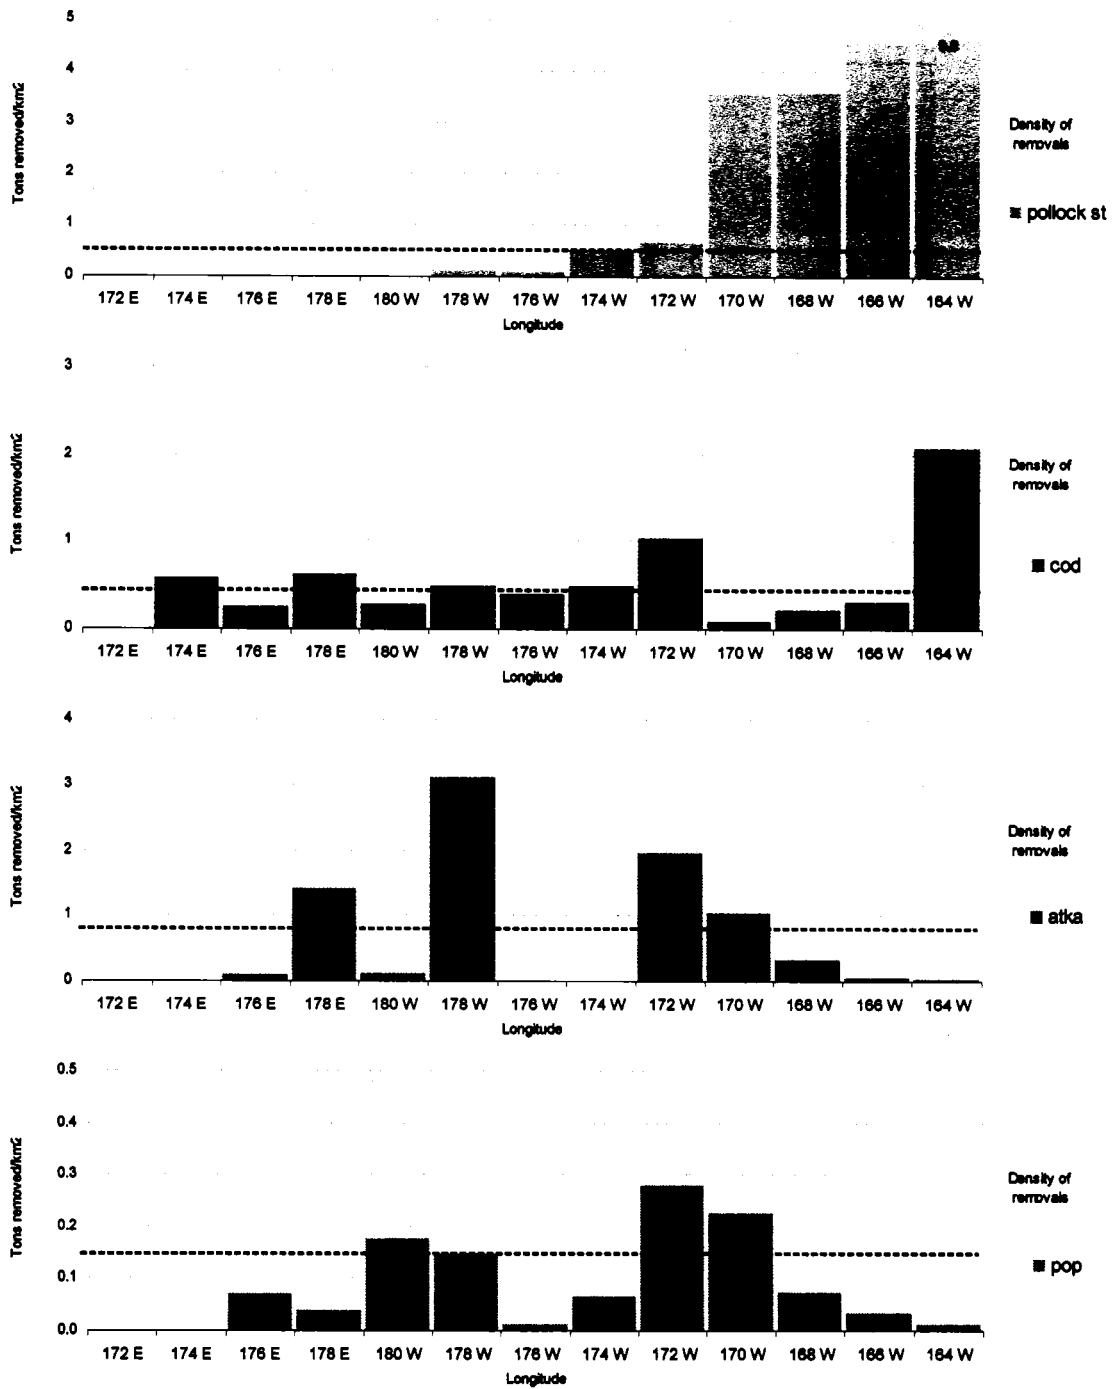 5
4
3
2
1
0
Tons removed/km2
172 E 174 E 176 E 178 E 180 W 178 W 176 W 174 W 172 W 170 W 168 W 166 W 164 W
Longitude
Density of
removals
pollock st
3
2
1
0
Tons removed/km2
172 E 174 E 176 E 178 E 180 W 178 W 176 W 174 W 172 W 170 W 168 W 166 W 164 W
Longitude
Density of
removals
cod
4
3
2
1
0
Tons removed/km2
172 E 174 E 176 E 178 E 180 W 178 W 176 W 174 W 172 W 170 W 168 W 166 W 164 W
Longitude
Density of
removals
atka
0.5
0.4
0.3
0.2
0.1
0.0
Tons removed/km2
172 E 174 E 176 E 178 E 180 W 178 W 176 W 174 W 172 W 170 W 168 W 166 W 164 W
Longitude
Density of
removals
pop